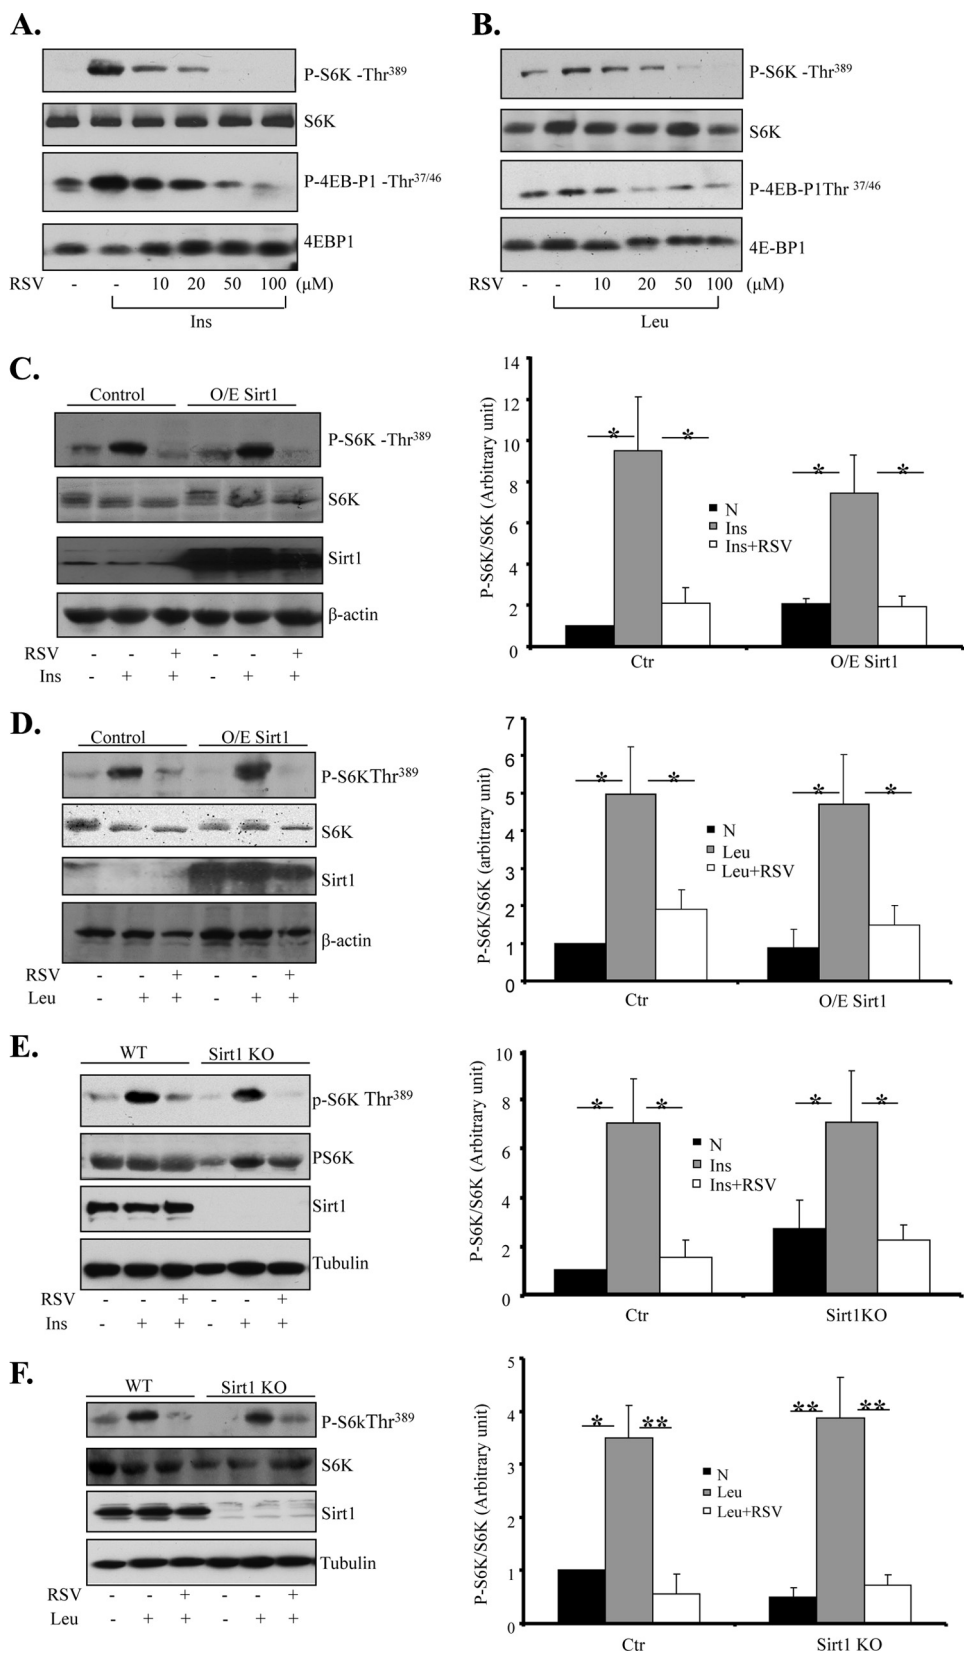 A.
P-S6K -Thr389
S6K
P-4EB-P1 -Thr37/46
4EBP1
RSV - - 10 20 50 100 (μM)
Ins
B.
P-S6K -Thr389
S6K
P-4EB-P1Thr 37/46
4E-BP1
RSV - - 10 20 50 100 (μM)
Leu
C.
Control O/E Sirt1
P-S6K -Thr389
S6K
Sirt1
β-actin
RSV - - + - - +
Ins - + + - + +
P-S6K/S6K (Arbitrary unit)
14
12
10
8
6
4
2
0
N
Ins
Ins+RSV
* * * *
Ctr O/E Sirt1
D.
Control O/E Sirt1
P-S6KThr389
S6K
Sirt1
β-actin
RSV - - + - - +
Leu - + + - + +
P-S6K/S6K (arbitrary unit)
7
6
5
4
3
2
1
0
N
Leu
Leu+RSV
* * * *
Ctr O/E Sirt1
E.
WT Sirt1 KO
p-S6K Thr389
PS6K
Sirt1
Tubulin
RSV - - + - - +
Ins - + + - + +
P-S6K/S6K (Arbitrary unit)
10
8
6
4
2
0
N
Ins
Ins+RSV
* * * *
Ctr Sirt1KO
F.
WT Sirt1 KO
P-S6kThr389
S6K
Sirt1
Tubulin
RSV - - + - - +
Leu - + + - + +
P-S6K/S6K (Arbitrary unit)
5
4
3
2
1
0
N
Leu
Leu+RSV
* ** ** **
Ctr Sirt1 KO